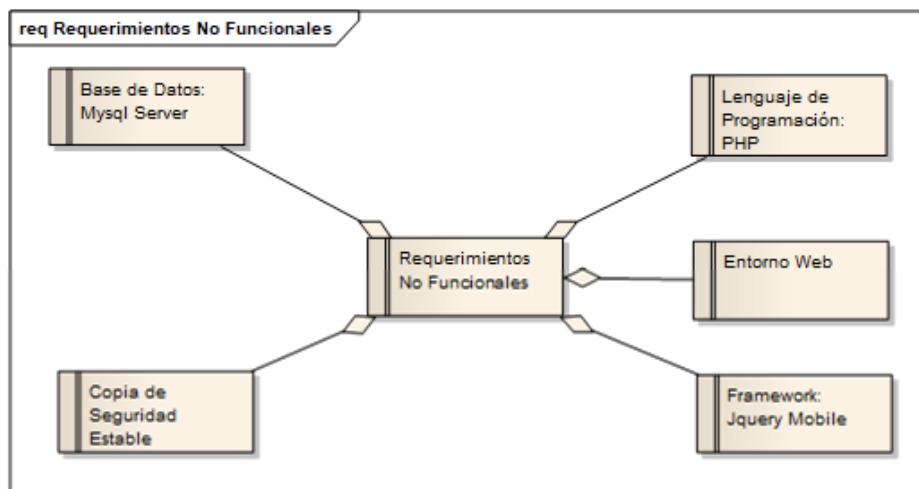 req Requerimientos No Funcionales
Base de Datos:
Mysql Server
Lenguaje de
Programación:
PHP
Requerimientos
No Funcionales
Entorno Web
Copia de
Seguridad
Estable
Framework:
Jquery Mobile